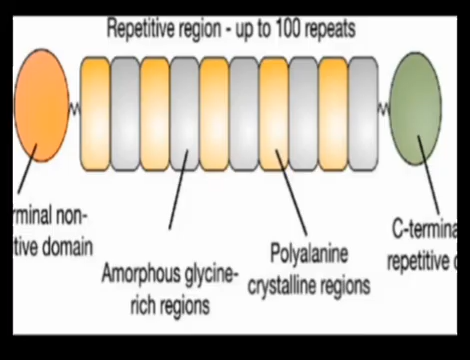 Repetitive region - up to 100 repeats
rminal non-
tive domain
Amorphous glycine-
rich regions
Polyalanine
crystalline regions
C-termina
repetitive